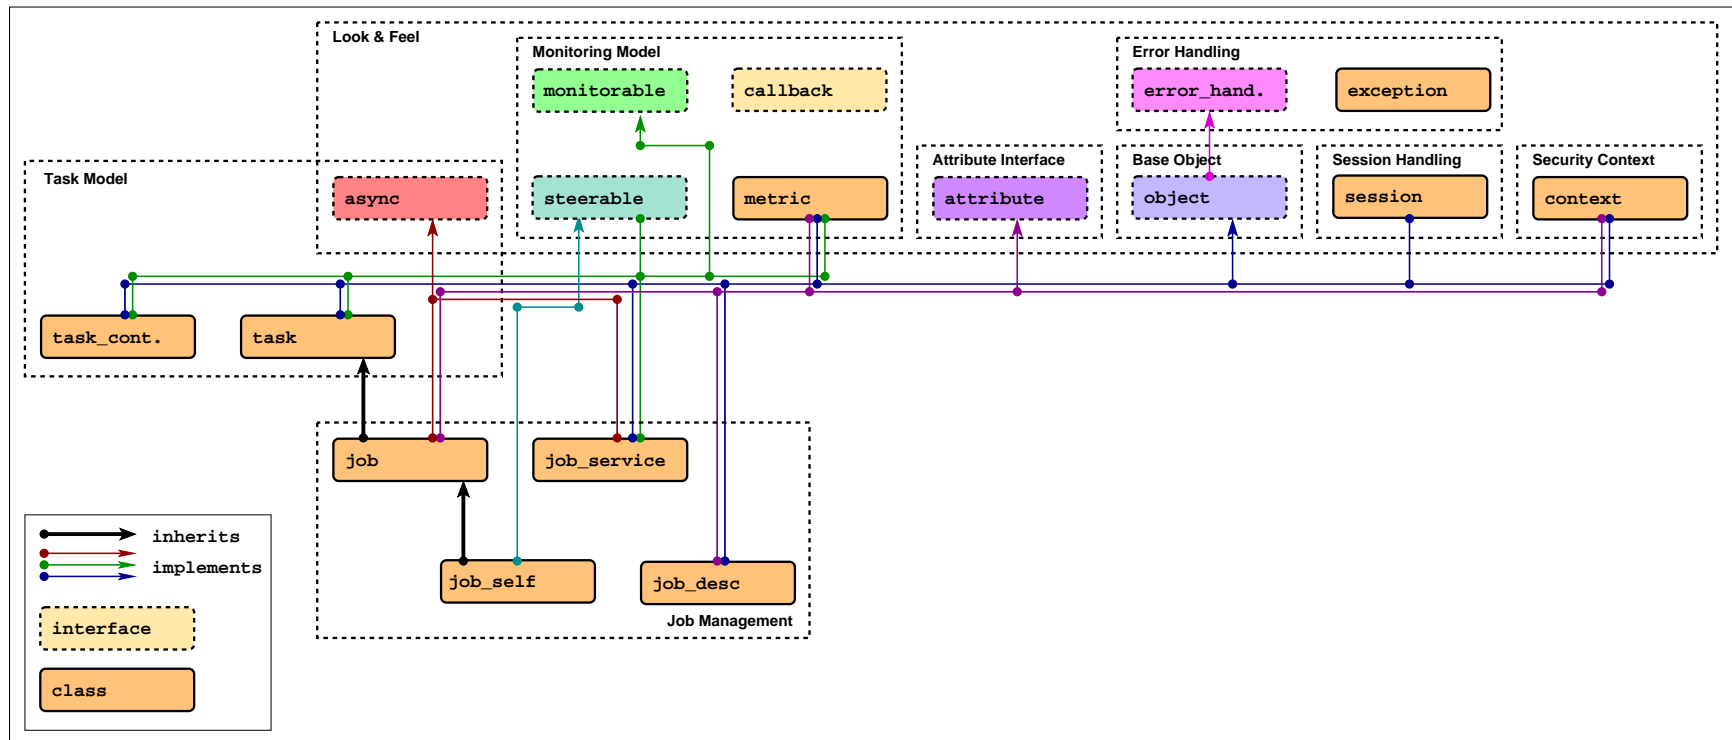 Look & Feel
Monitoring Model
Error Handling
monitorable
callback
error_hand.
exception
Task Model
Attribute Interface
Base Object
Session Handling
Security Context
async
steerable
metric
attribute
object
session
context
task_cont.
task
job
job_service
job_self
job_desc
Job Management
inherits
implements
interface
class